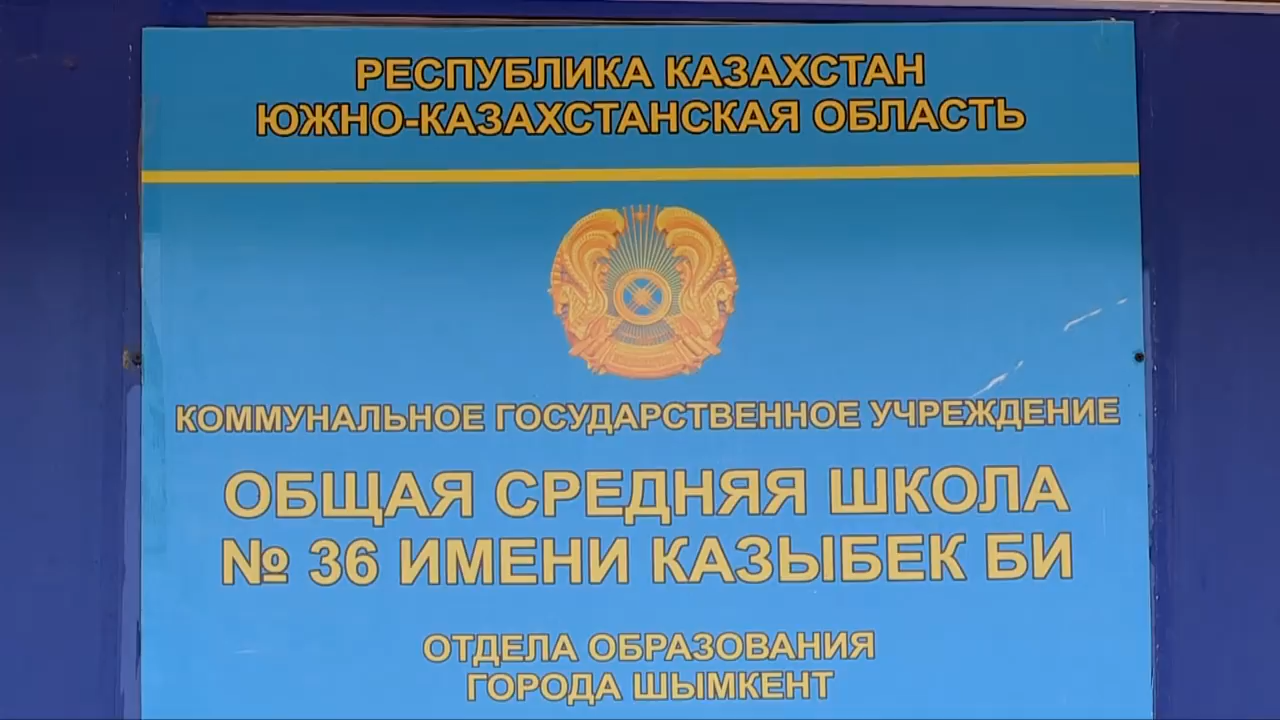 РЕСПУБЛИКА КАЗАХСТАН
ЮЖНО-КАЗАХСТАНСКАЯ ОБЛАСТЬ
КОММУНАЛЬНОЕ ГОСУДАРСТВЕННОЕ УЧРЕЖДЕНИЕ
ОБЩАЯ СРЕДНЯЯ ШКОЛА
№ 36 ИМЕНИ КАЗЫБЕК БИ
ОТДЕЛА ОБРАЗОВАНИЯ
ГОРОДА ШЫМКЕНТ